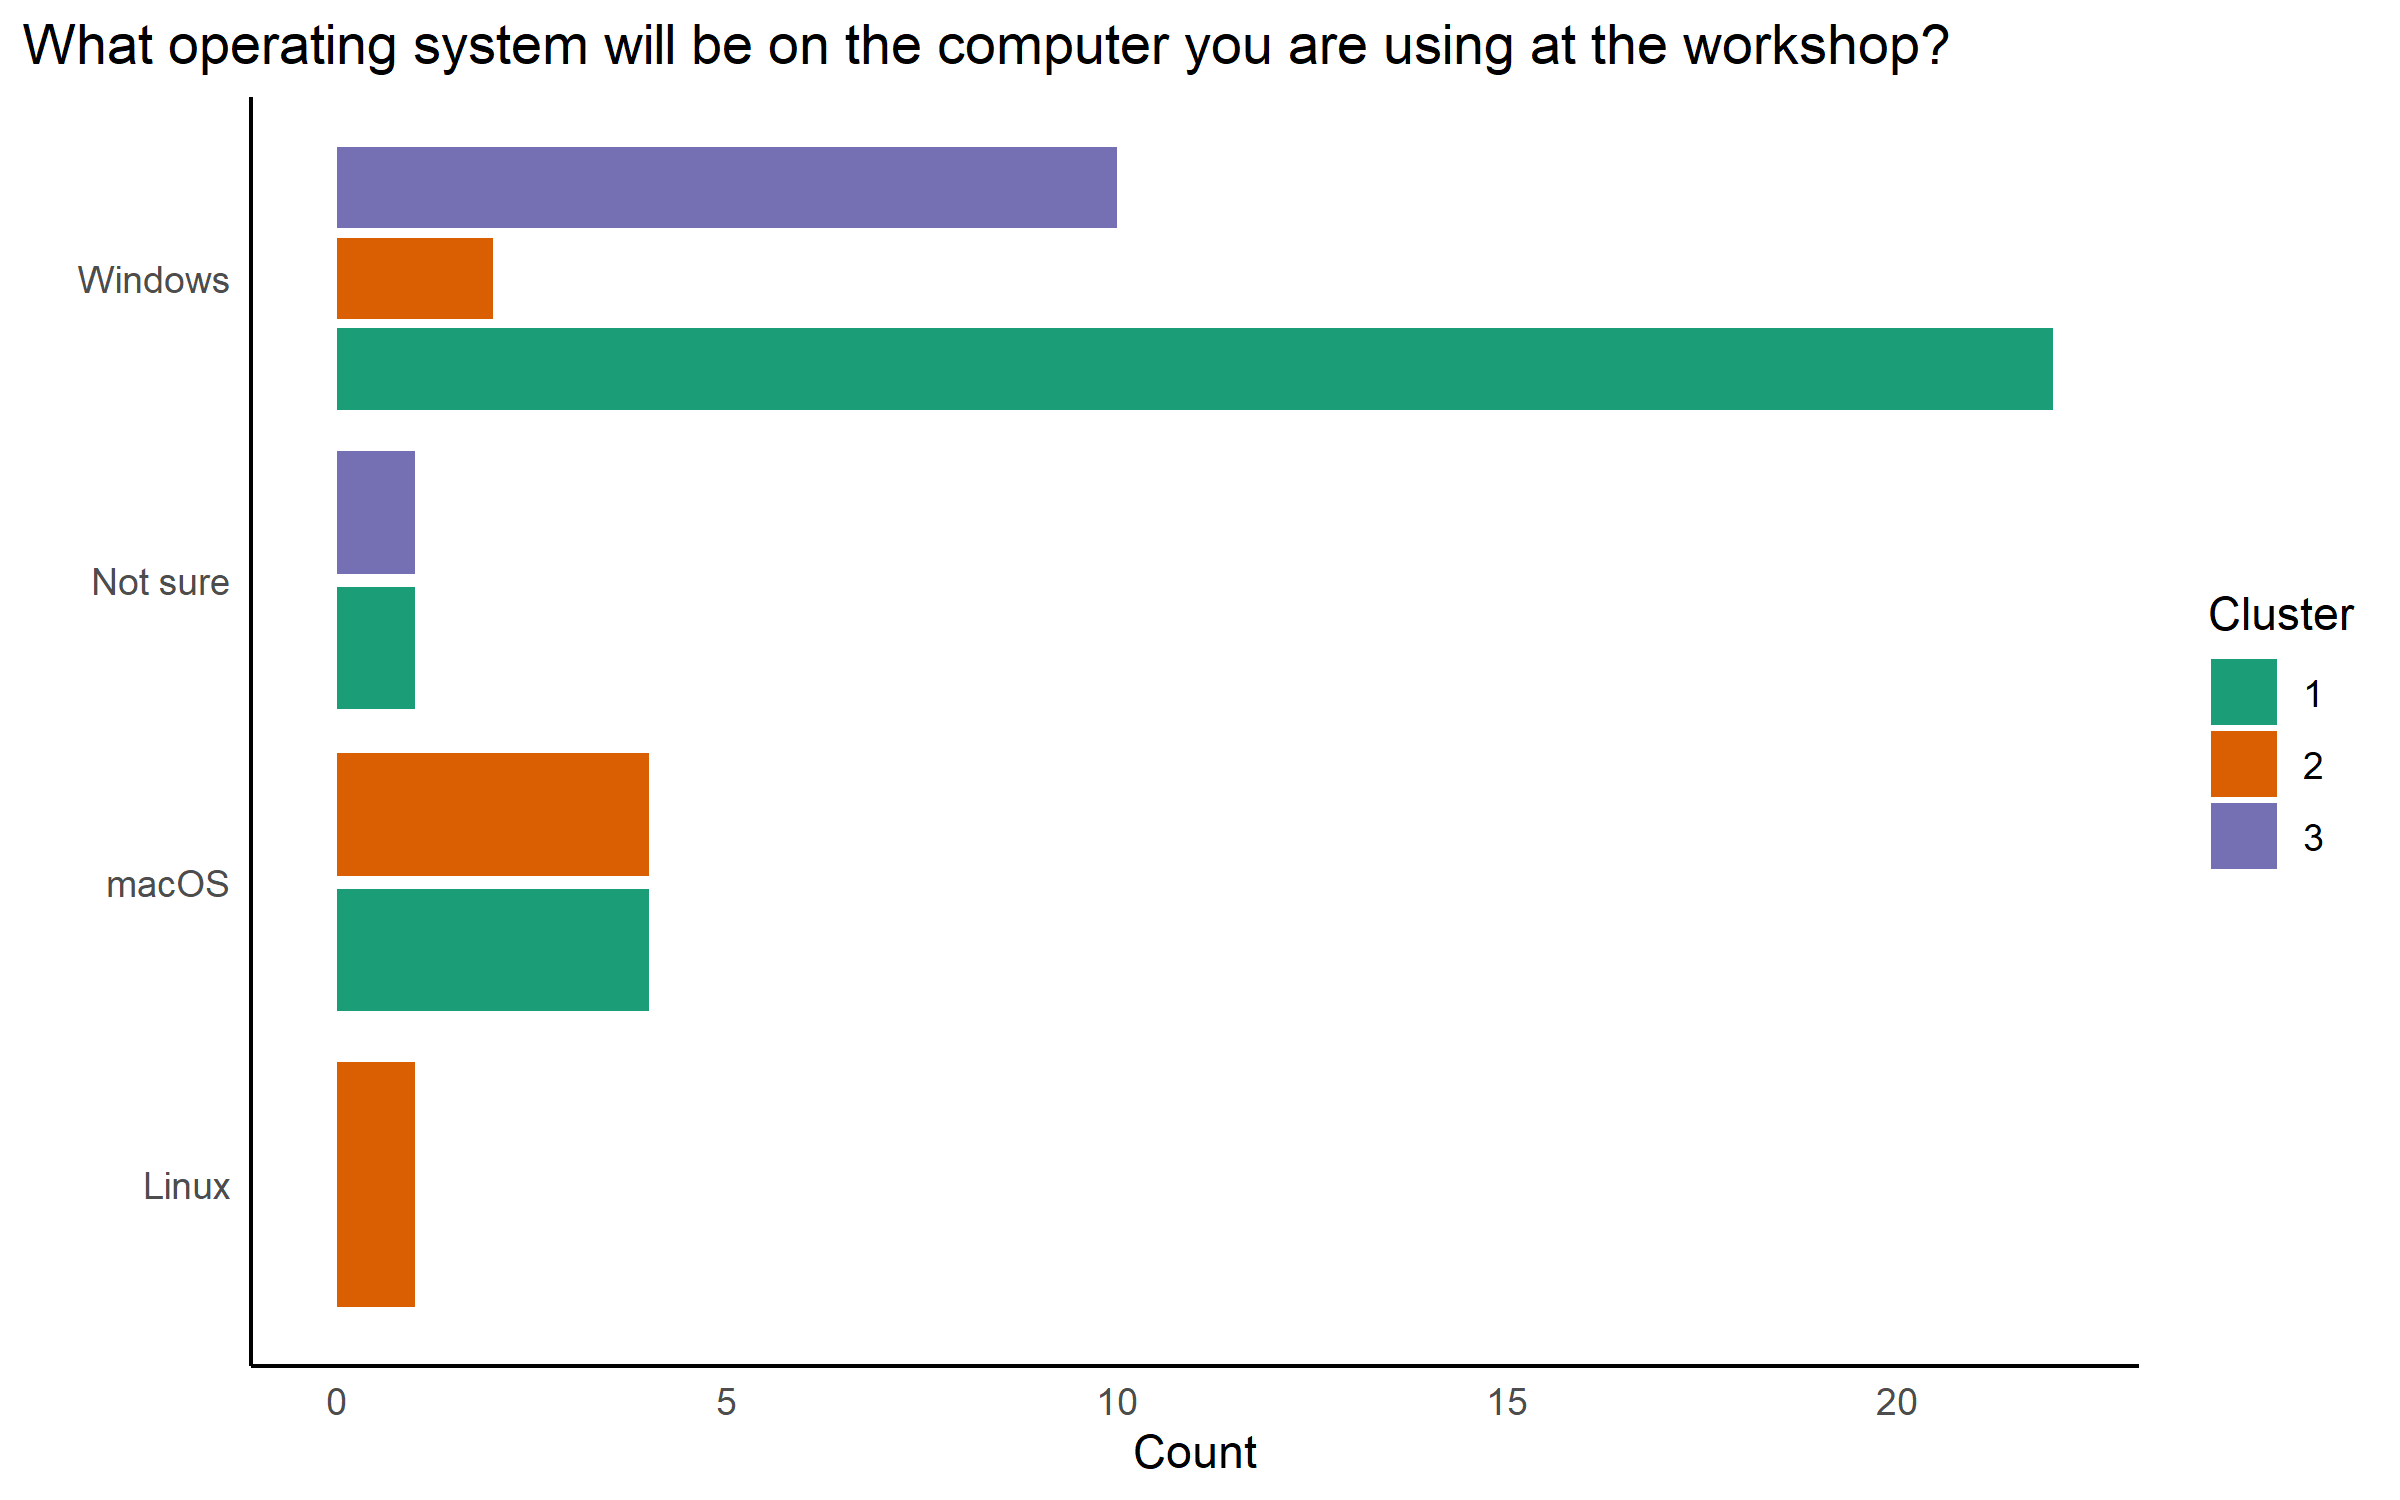 What operating system will be on the computer you are using at the workshop?
Windows
Not sure
macOS
Linux
0 5 10 15 20
Count
Cluster
1
2
3